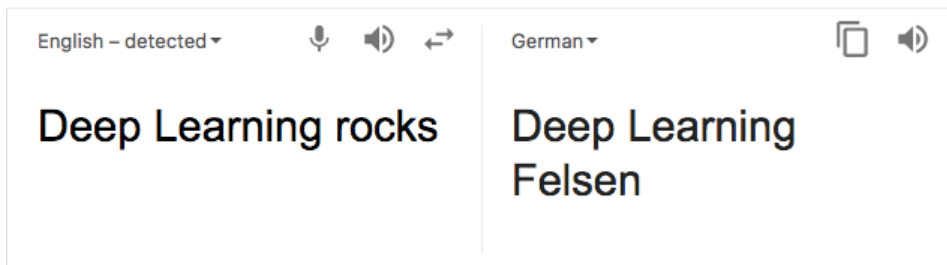 English – detected
German
Deep Learning rocks
Deep Learning
Felsen